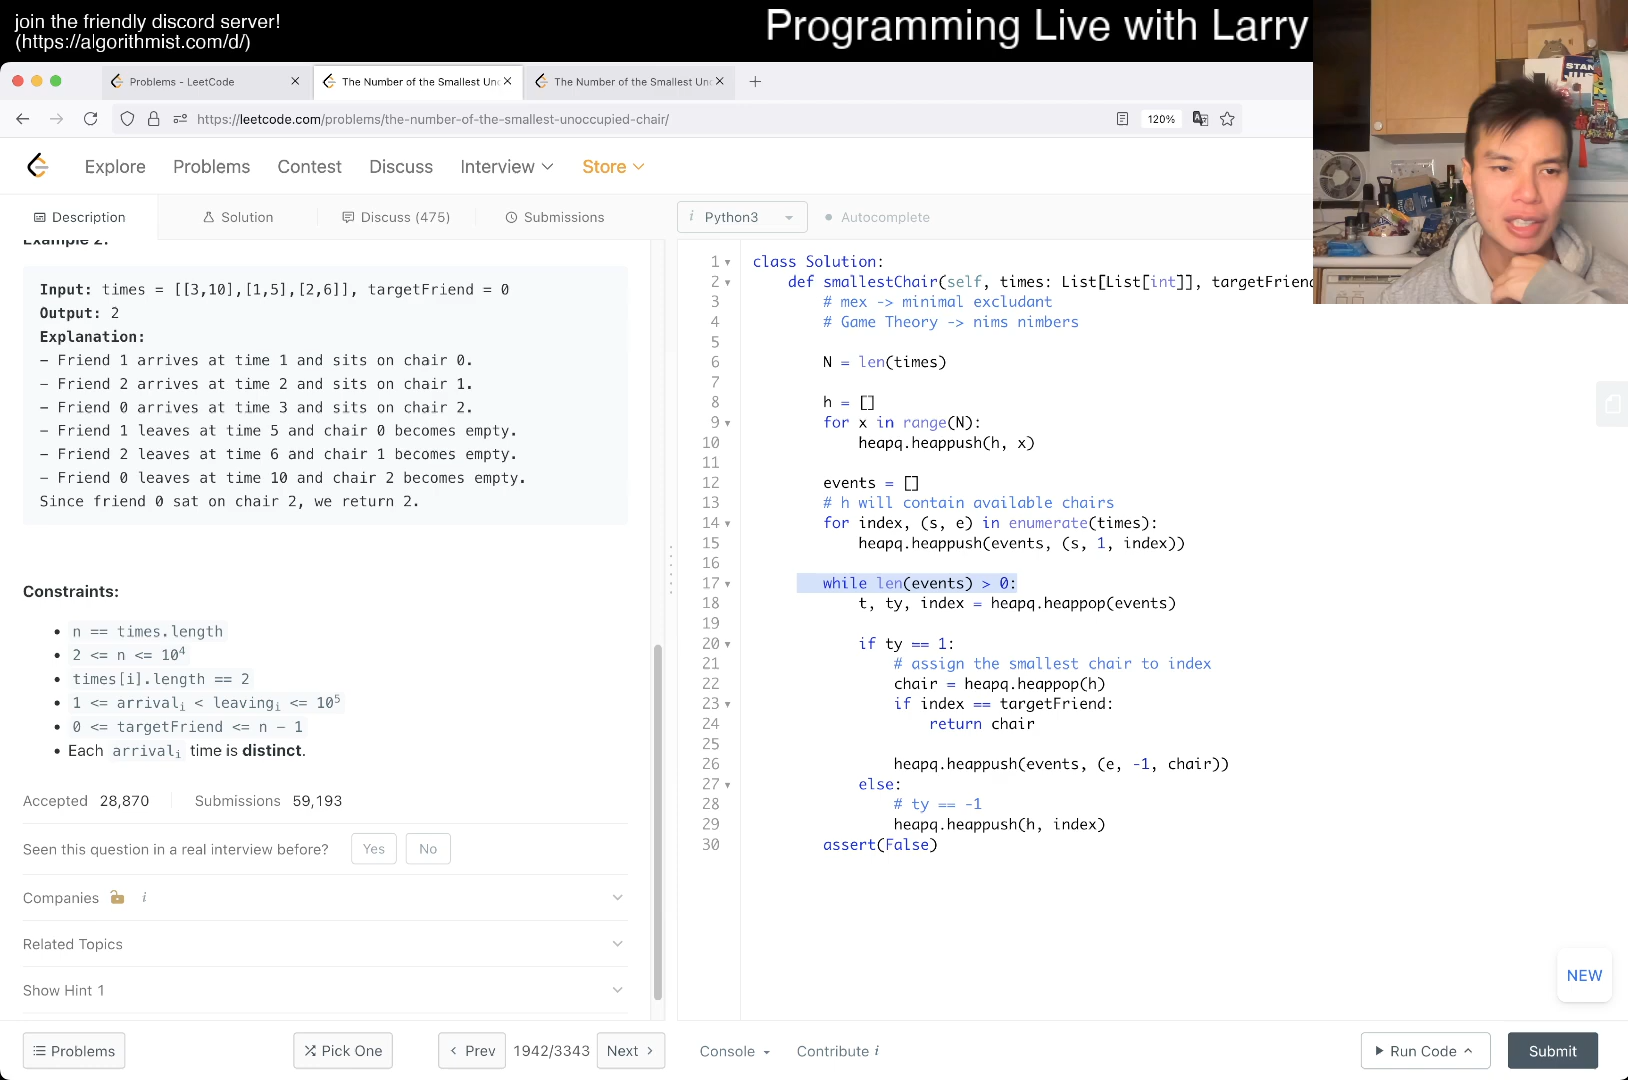 join the friendly discord server!
(https://algorithmist.com/d/)
Programming Live with Larry
Problems - LeetCode
The Number of the Smallest Un
The Number of the Smallest Un
https://leetcode.com/problems/the-number-of-the-smallest-unoccupied-chair/
120%
Explore
Problems
Contest
Discuss
Interview
Store
Description
Solution
Discuss (475)
Submissions
i Python3
Autocomplete
Example 2:
Input: times = [[3,10],[1,5],[2,6]], targetFriend = 0
Output: 2
Explanation:
– Friend 1 arrives at time 1 and sits on chair 0.
– Friend 2 arrives at time 2 and sits on chair 1.
– Friend 0 arrives at time 3 and sits on chair 2.
– Friend 1 leaves at time 5 and chair 0 becomes empty.
– Friend 2 leaves at time 6 and chair 1 becomes empty.
– Friend 0 leaves at time 10 and chair 2 becomes empty.
Since friend 0 sat on chair 2, we return 2.
Constraints:
• n == times.length
• 2 <= n <= 10⁴
• times[i].length == 2
• 1 <= arrivalᵢ < leavingᵢ <= 10⁵
• 0 <= targetFriend <= n – 1
• Each arrivalᵢ time is distinct.
Accepted 28,870
Submissions 59,193
Seen this question in a real interview before?
Yes
No
Companies i
Related Topics
Show Hint 1
1 class Solution:
2 def smallestChair(self, times: List[List[int]], targetFriend
3 # mex -> minimal excludant
4 # Game Theory -> nims nimbers
5
6 N = len(times)
7
8 h = []
9 for x in range(N):
10 heapq.heappush(h, x)
11
12 events = []
13 # h will contain available chairs
14 for index, (s, e) in enumerate(times):
15 heapq.heappush(events, (s, 1, index))
16
17 while len(events) > 0:
18 t, ty, index = heapq.heappop(events)
19
20 if ty == 1:
21 # assign the smallest chair to index
22 chair = heapq.heappop(h)
23 if index == targetFriend:
24 return chair
25
26 heapq.heappush(events, (e, -1, chair))
27 else:
28 # ty == -1
29 heapq.heappush(h, index)
30 assert(False)
NEW
Problems
Pick One
Prev
1942/3343
Next
Console
Contribute i
Run Code
Submit